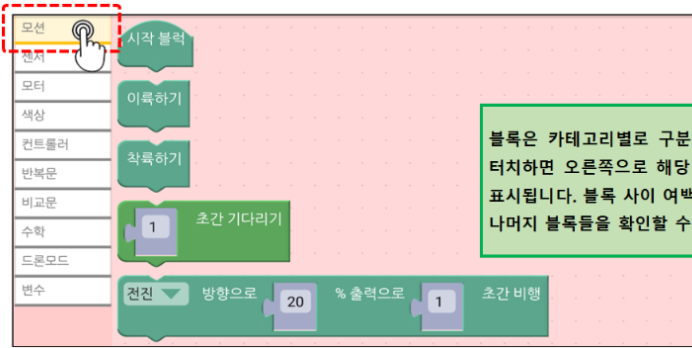 모션
센서
모터
색상
컨트롤러
반복문
비교문
수학
드론모드
변수
시작 블럭
이륙하기
착륙하기
1 초간 기다리기
전진 방향으로 20 % 출력으로 1 초간 비행
블록은 카테고리별로 구분
터치하면 오른쪽으로 해당
표시됩니다. 블록 사이 여백
나머지 블록들을 확인할 수